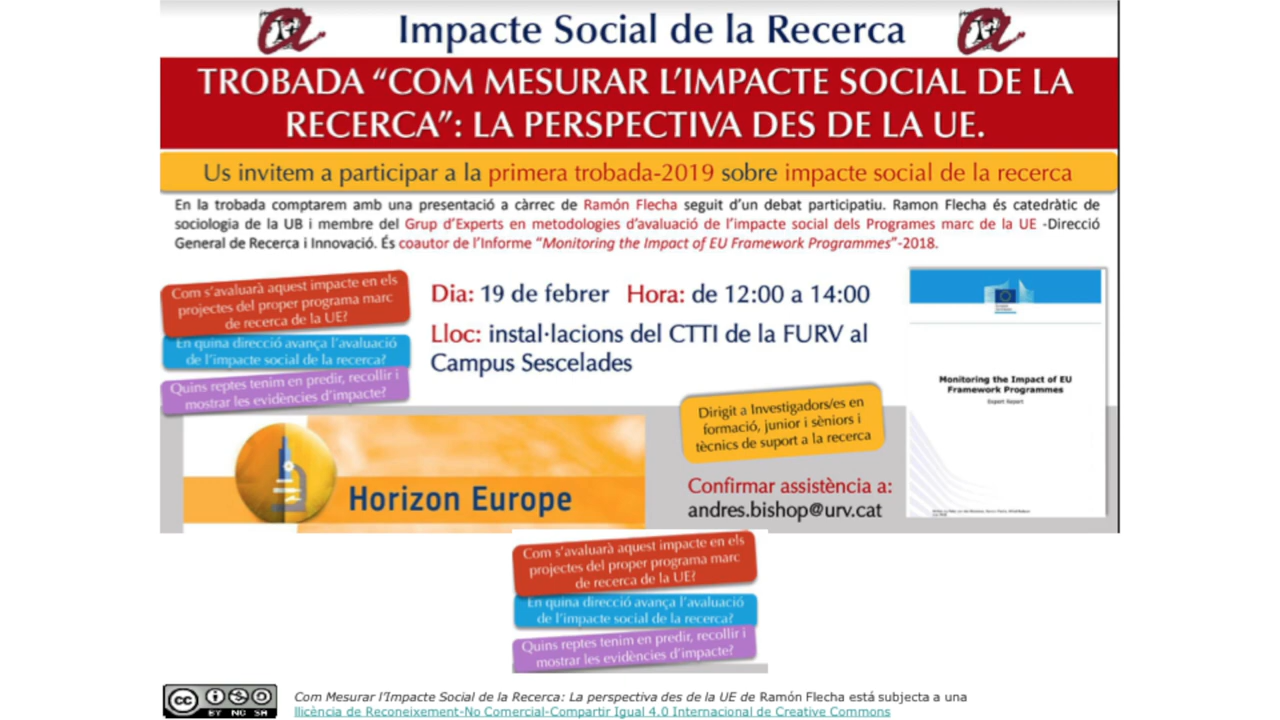 Impacte Social de la Recerca
TROBADA “COM MESURAR L’IMPACTE SOCIAL DE LA
RECERCA”: LA PERSPECTIVA DES DE LA UE.
Us invitem a participar a la primera trobada-2019 sobre impacte social de la recerca
En la trobada comptarem amb una presentació a càrrec de Ramón Flecha seguit d’un debat participatiu. Ramon Flecha és catedràtic de
sociologia de la UB i membre del Grup d’Experts en metodologies d’avaluació de l’impacte social dels Programes marc de la UE -Direcció
General de Recerca i Innovació. És coautor de l’Informe “Monitoring the Impact of EU Framework Programmes”-2018.
Com s’avaluarà aquest impacte en els
projectes del proper programa marc
de recerca de la UE?
En quina direcció avança l’avaluació
de l’impacte social de la recerca?
Quins reptes tenim en predir, recollir i
mostrar les evidències d’impacte?
Dia: 19 de febrer Hora: de 12:00 a 14:00
Lloc: instal·lacions del CTTI de la FURV al
Campus Sescelades
Monitoring the Impact of EU
Framework Programmes
Expert Report
Dirigit a Investigadors/es en
formació, junior i sèniors i
tècnics de suport a la recerca
Horizon Europe
Confirmar assistència a:
andres.bishop@urv.cat
Com s’avaluarà aquest impacte en els
projectes del proper programa marc
de recerca de la UE?
En quina direcció avança l’avaluació
de l’impacte social de la recerca?
Quins reptes tenim en predir, recollir i
mostrar les evidències d’impacte?
cc BY NC SA
Com Mesurar l’Impacte Social de la Recerca: La perspectiva des de la UE de Ramón Flecha está subjecta a una
llicència de Reconeixement-No Comercial-Compartir Igual 4.0 Internacional de Creative Commons